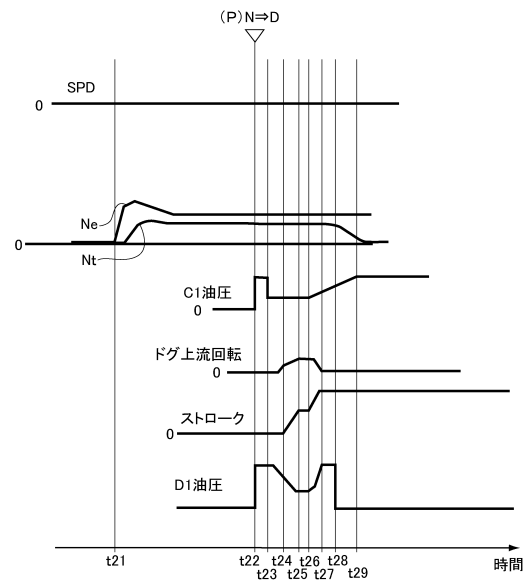 (P)N⇒D
SPD
0
Ne
0
Nt
C1油圧
0
ドグ上流回転
0
ストローク
0
D1油圧
t21
t22 t24 t26 t28
t23 t25 t27 t29
時間